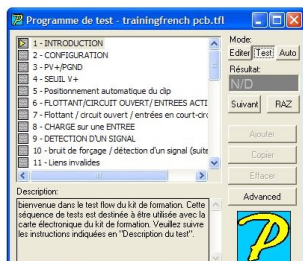 Programme de test - trainingfrench pcb.tfl
1 - INTRODUCTION
2 - CONFIGURATION
3 - PV+/PGND
4 - SEUIL V+
5 - Positionnement automatique du clip
6 - FLOTTANT/CIRCUIT OUVERT/ ENTREES ACTI
7 - Flottant / circuit ouvert / entrées en court-circ
8 - CHARGE sur une ENTREE
9 - DETECTION D'UN SIGNAL
10 - bruit de forçage / détection d'un signal (suite
11 - Liens invalides
Mode:
Editer Test Auto
Résultat:
N/D
Suivant RAZ
Ajouter
Copier
Effacer
Advanced
Description:
bienvenue dans le test flow du kit de formation. Cette
séquence de tests est destinée à être utilisée avec la
carte électronique du kit de formation. Veuillez suivre
les instructions indiquées en "Description du test".